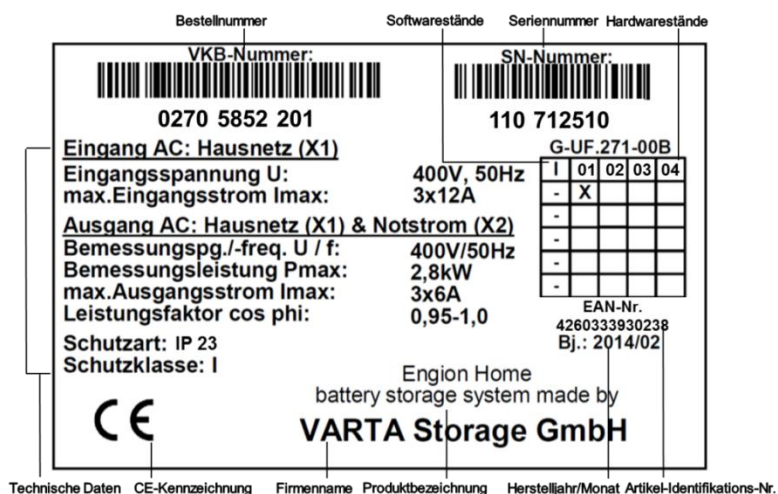 Bestellnummer Softwarestände Seriennummer Hardwarestände
VKB-Nummer: SN-Nummer:
0270 5852 201 110 712510
Eingang AC: Hausnetz (X1) G-UF.271-00B
Eingangsspannung U: 400V, 50Hz I 01 02 03 04
max.Eingangsstrom Imax: 3x12A - X
Ausgang AC: Hausnetz (X1) & Notstrom (X2) -
Bemessungspg./-freq. U / f: 400V/50Hz -
Bemessungsleistung Pmax: 2,8kW -
max.Ausgangsstrom Imax: 3x6A -
Leistungsfaktor cos phi: 0,95-1,0 EAN-Nr.
4260333930238
Schutzart: IP 23 Bj.: 2014/02
Schutzklasse: I
Engion Home
battery storage system made by
CE VARTA Storage GmbH
Technische Daten CE-Kennzeichnung Firmenname Produktbezeichnung Herstelljahr/Monat Artikel-Identifikations-Nr.